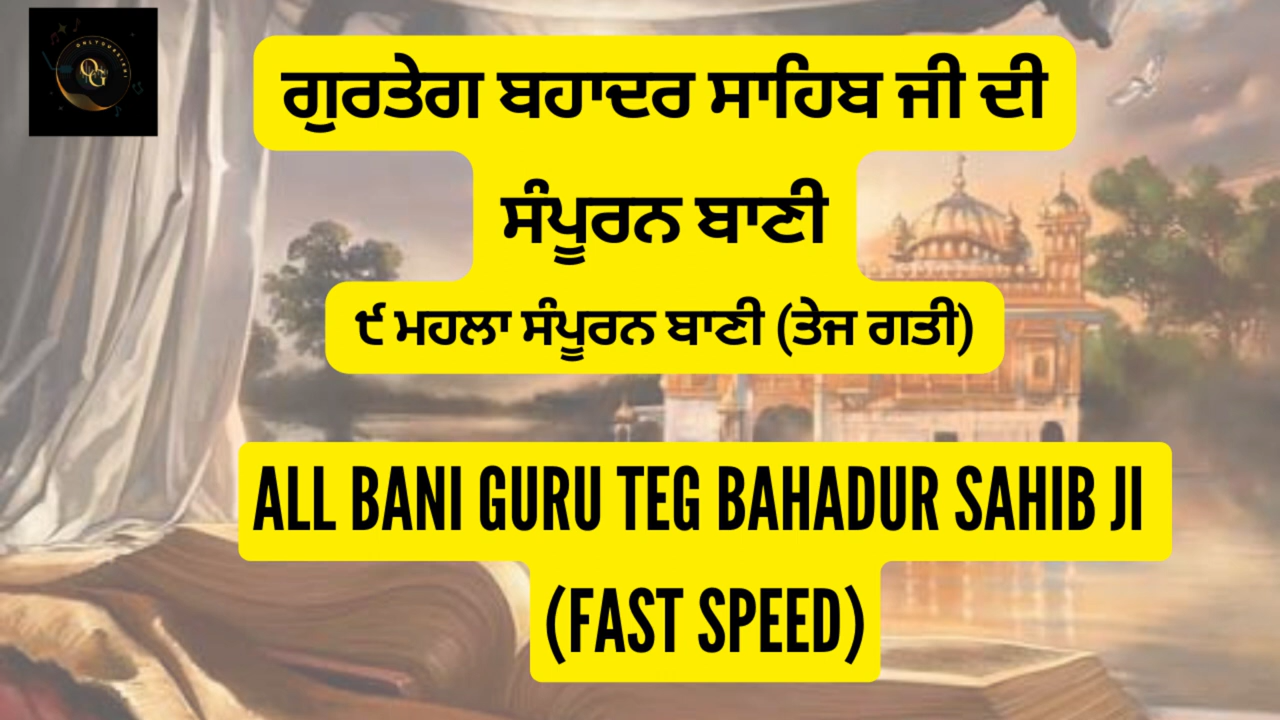 ਗੁਰਤੇਗ ਬਹਾਦਰ ਸਾਹਿਬ ਜੀ ਦੀ
ਸੰਪੂਰਨ ਬਾਣੀ
੯ ਮਹਲਾ ਸੰਪੂਰਨ ਬਾਣੀ (ਤੇਜ ਗਤੀ)
ALL BANI GURU TEG BAHADUR SAHIB JI
(FAST SPEED)